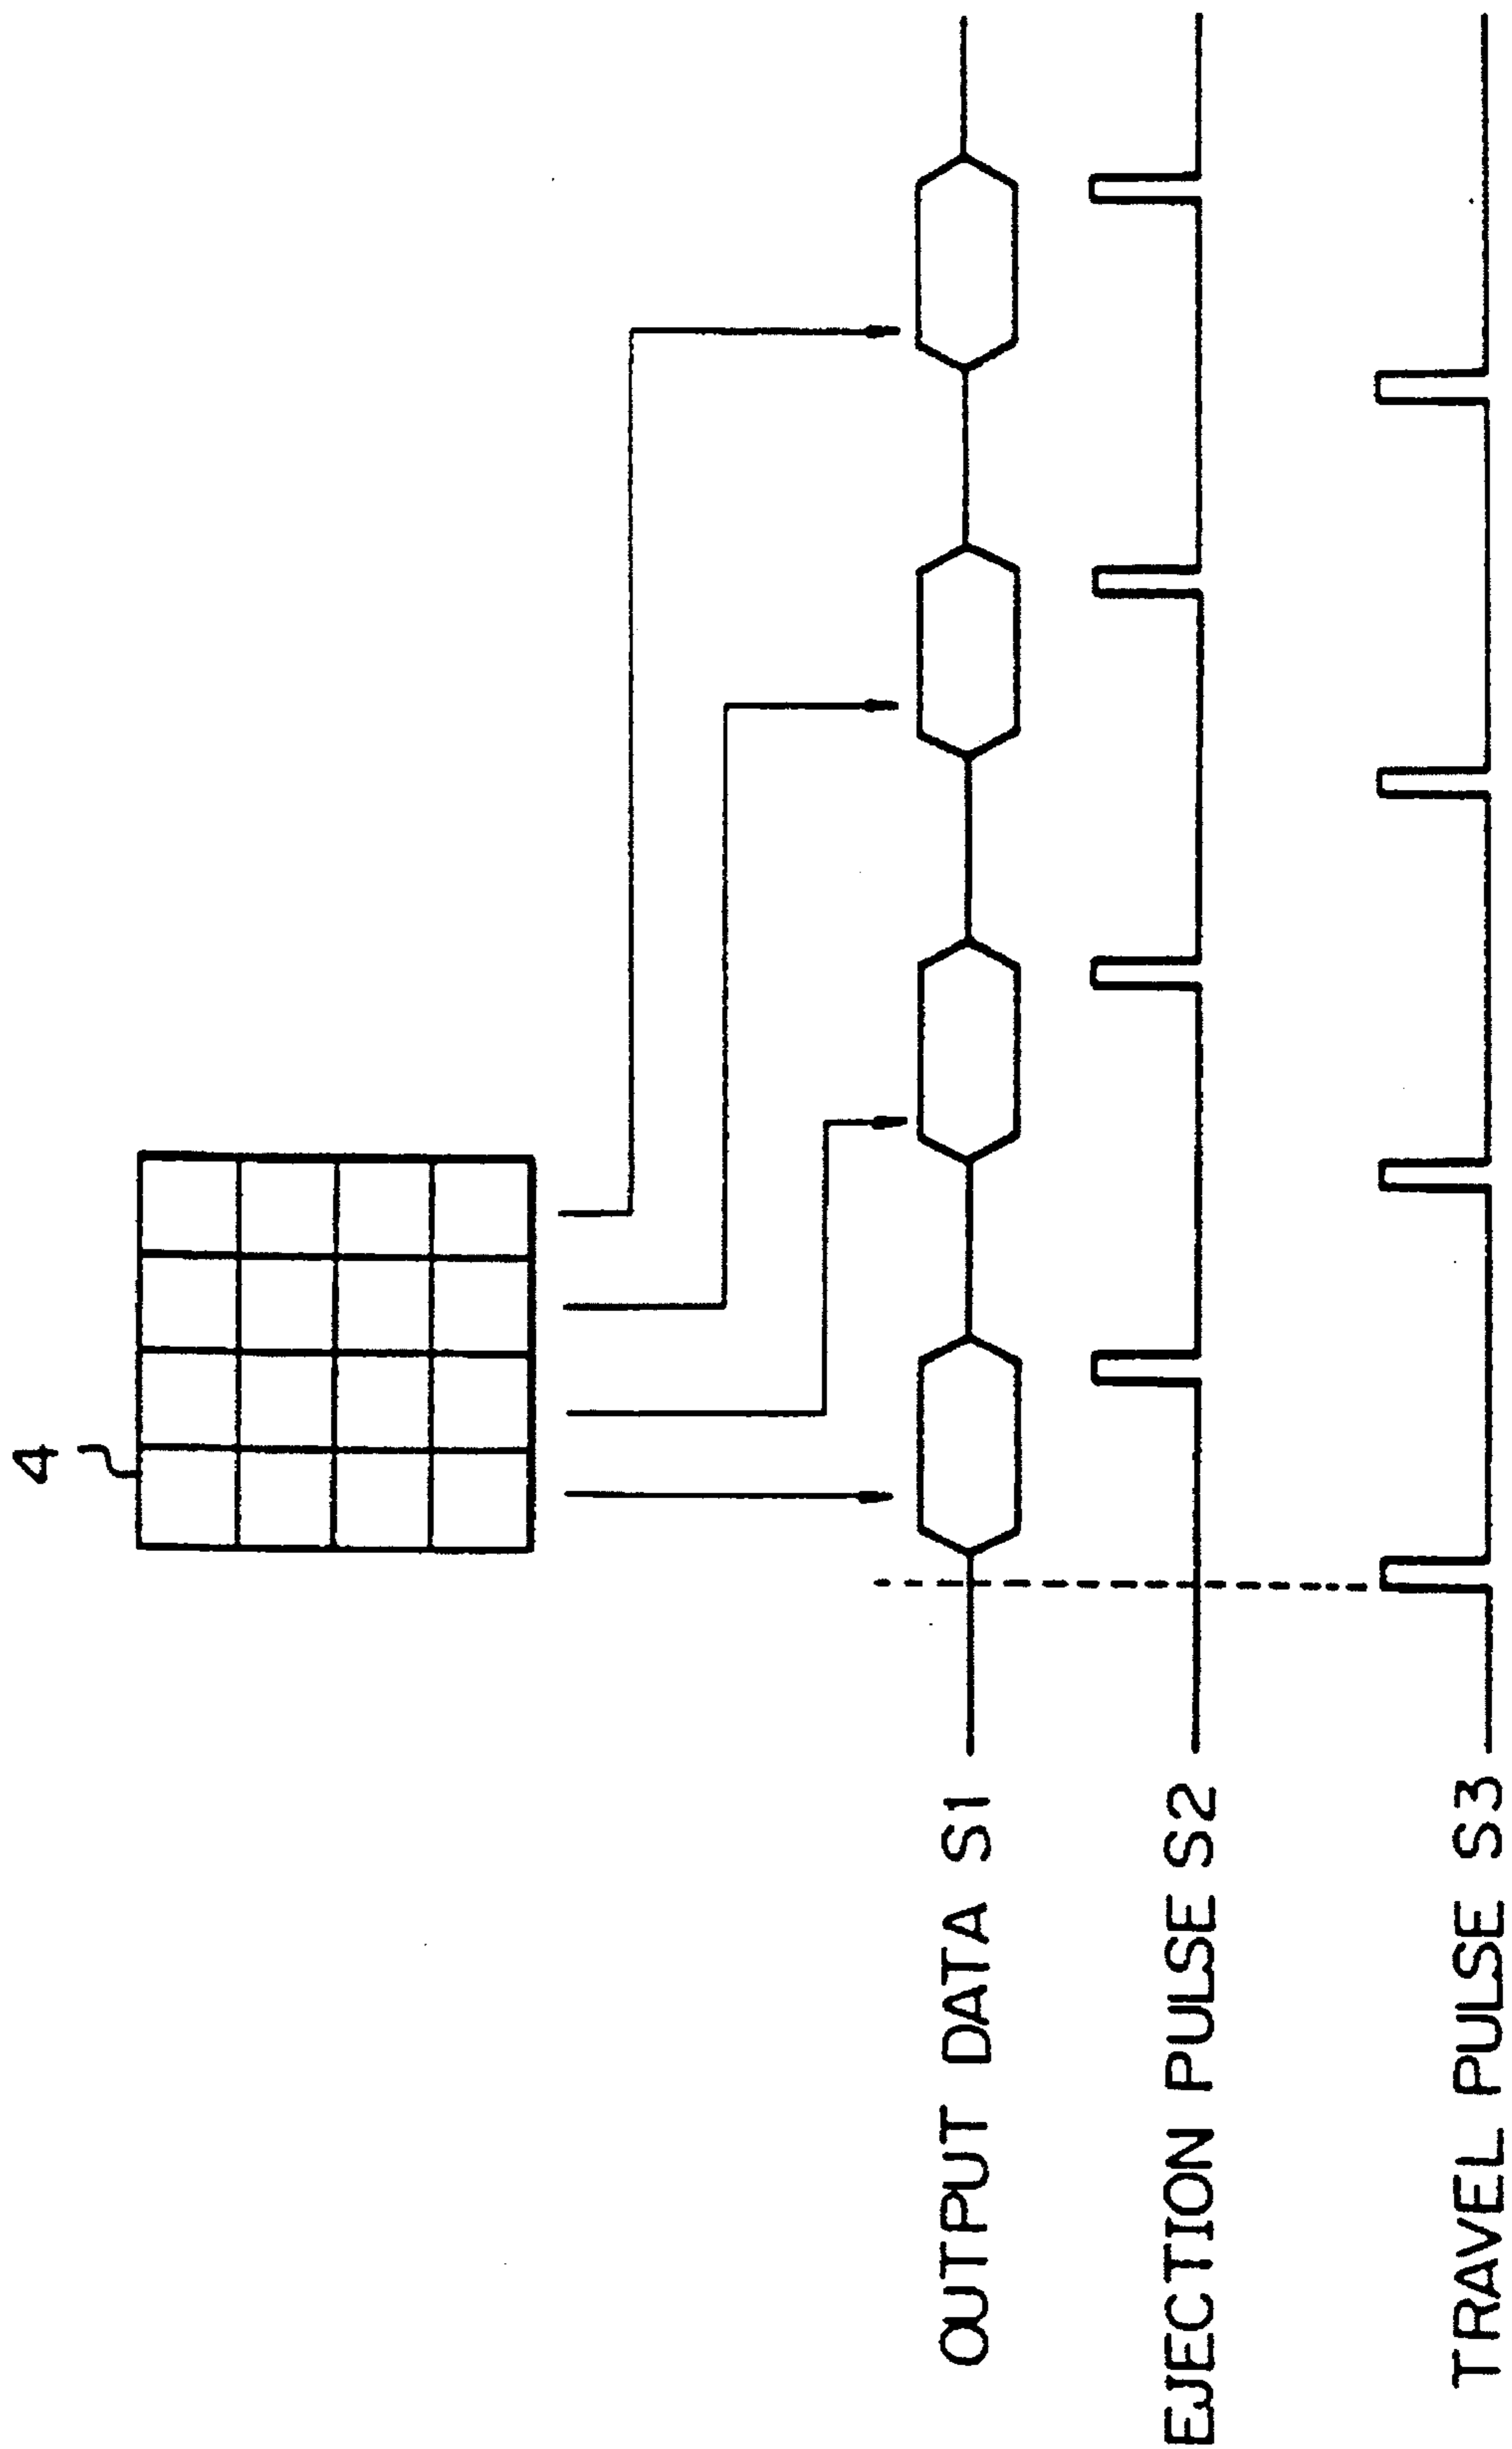 4
OUTPUT DATA S1
EJECTION PULSE S2
TRAVEL PULSE S3